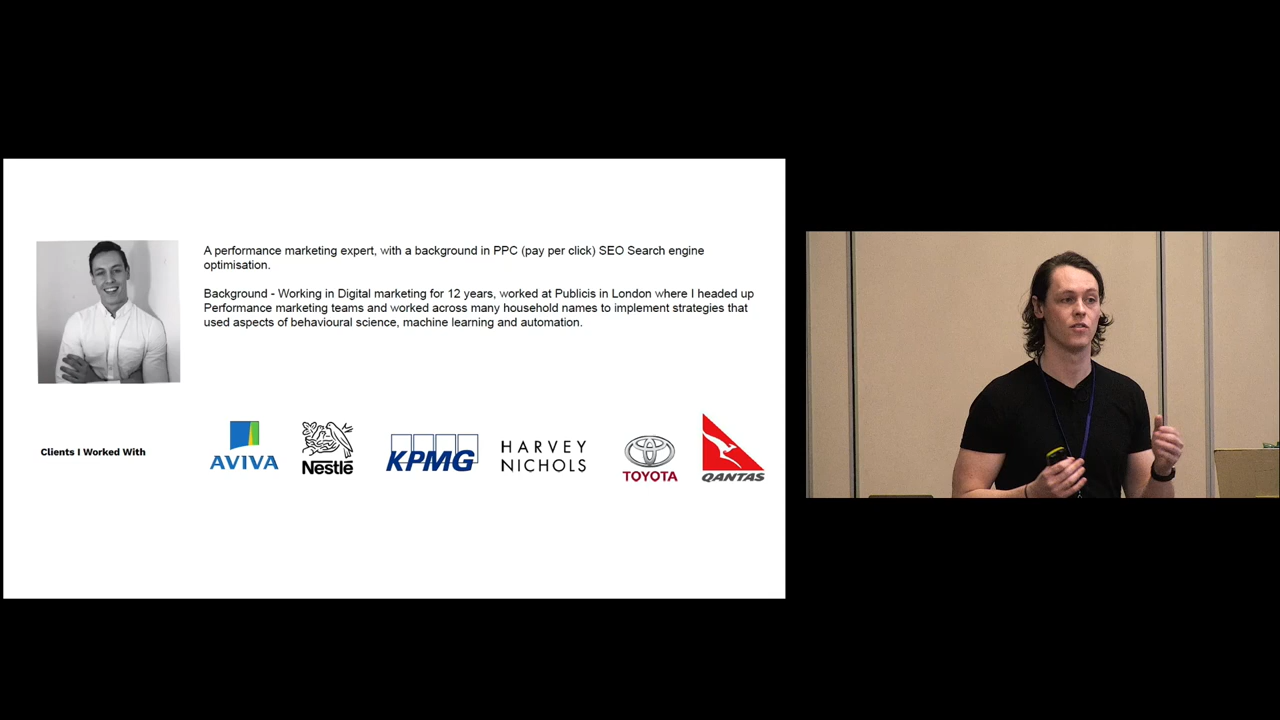 A performance marketing expert, with a background in PPC (pay per click) SEO Search engine
optimisation.
Background - Working in Digital marketing for 12 years, worked at Publicis in London where I headed up
Performance marketing teams and worked across many household names to implement strategies that
used aspects of behavioural science, machine learning and automation.
Clients I Worked With
AVIVA
Nestlé
KPMG
HARVEY
NICHOLS
TOYOTA
QANTAS